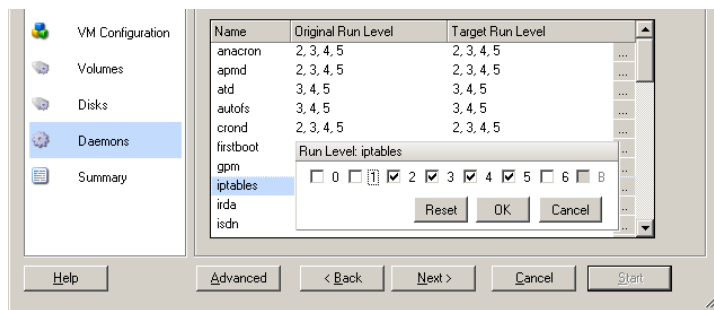 VM Configuration
Volumes
Disks
Daemons
Summary
Name Original Run Level Target Run Level
anacron 2, 3, 4, 5 2, 3, 4, 5 ...
apmd 2, 3, 4, 5 2, 3, 4, 5 ...
atd 3, 4, 5 3, 4, 5 ...
autofs 3, 4, 5 3, 4, 5 ...
crond 2, 3, 4, 5 2, 3, 4, 5 ...
firstboot
gpm
iptables
irda
isdn
Run Level: iptables
0 1 2 3 4 5 6 B
Reset OK Cancel
Help Advanced < Back Next > Cancel Start